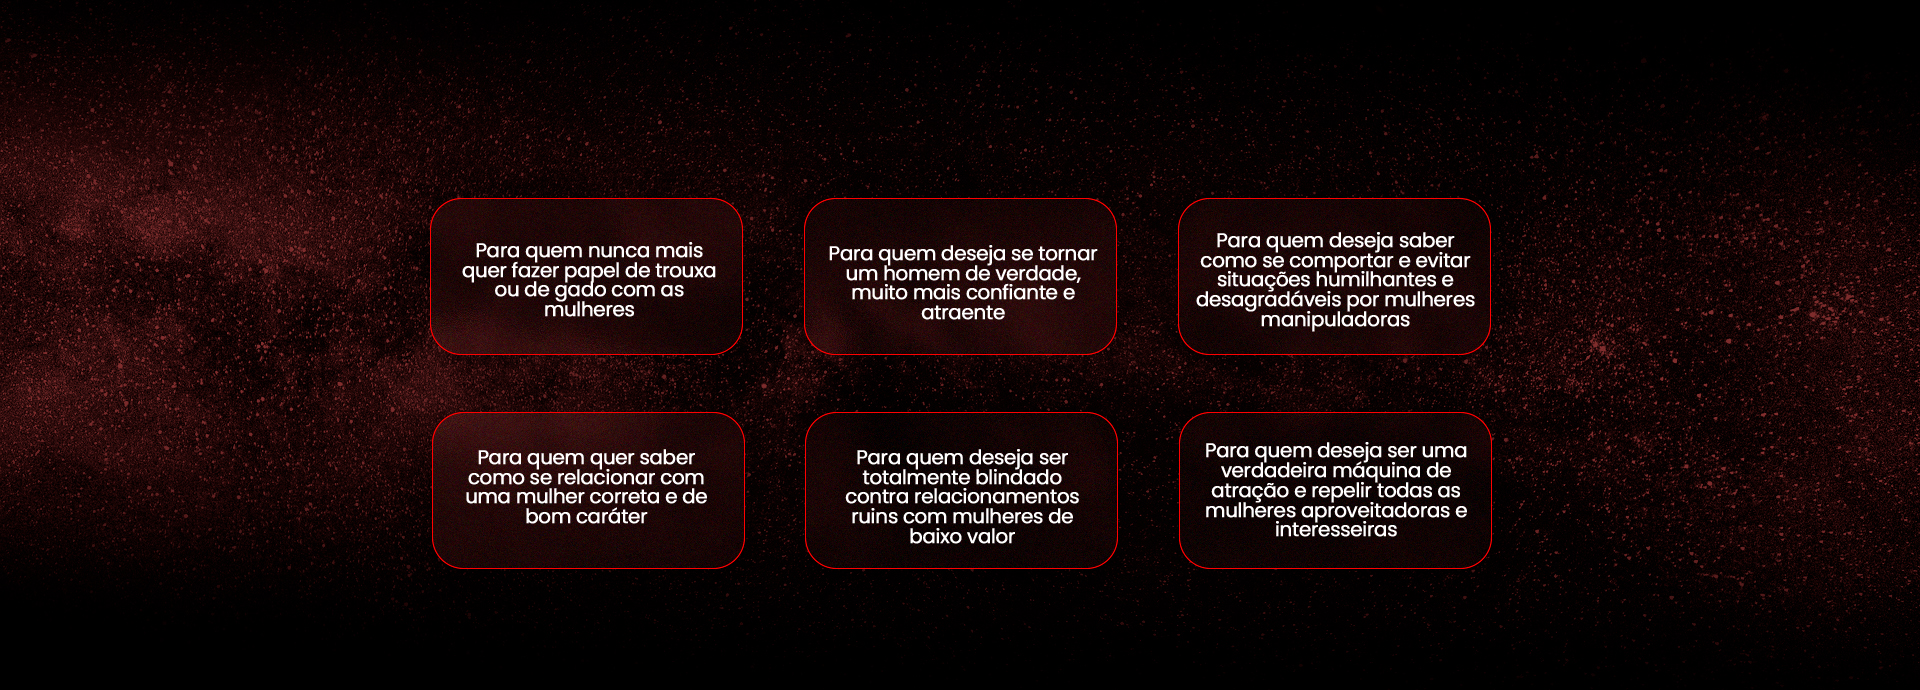 Para quem nunca mais
quer fazer papel de trouxa
ou de gado com as
mulheres
Para quem deseja se tornar
um homem de verdade,
muito mais confiante e
atraente
Para quem deseja saber
como se comportar e evitar
situações humilhantes e
desagradáveis por mulheres
manipuladoras
Para quem quer saber
como se relacionar com
uma mulher correta e de
bom caráter
Para quem deseja ser
totalmente blindado
contra relacionamentos
ruins com mulheres de
baixo valor
Para quem deseja ser uma
verdadeira máquina de
atração e repelir todas as
mulheres aproveitadoras e
interesseiras